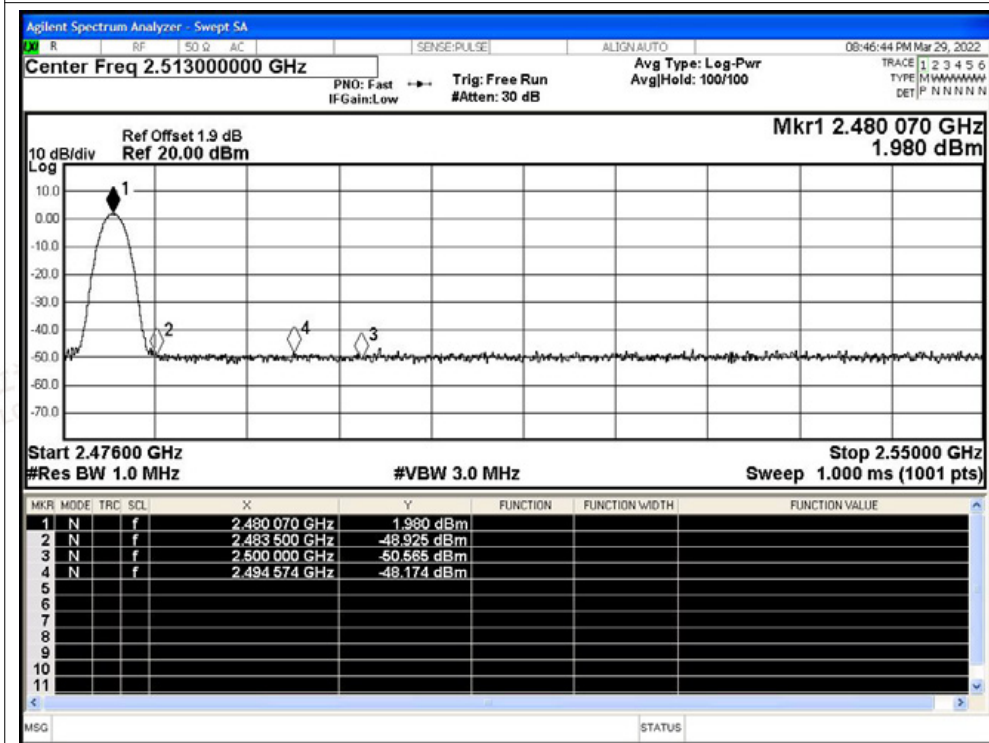 Agilent Spectrum Analyzer - Swept SA
R RF 50 Ω AC SENSE:PULSE ALIGN AUTO 08:46:44 PM Mar 29, 2022
Center Freq 2.513000000 GHz
PNO: Fast
IFGain:Low
Trig: Free Run
#Atten: 30 dB
Avg Type: Log-Pwr
Avg|Hold: 100/100
TRACE 1 2 3 4 5 6
TYPE M
DET P N N N N N
Mkr1 2.480 070 GHz
1.980 dBm
Ref Offset 1.9 dB
10 dB/div Ref 20.00 dBm
Log
10.0
0.00
-10.0
-20.0
-30.0
-40.0
-50.0
-60.0
-70.0
1
2
4
3
Start 2.47600 GHz Stop 2.55000 GHz
#Res BW 1.0 MHz #VBW 3.0 MHz Sweep 1.000 ms (1001 pts)
MKR MODE TRC SCL X Y FUNCTION FUNCTION WIDTH FUNCTION VALUE
1 N f 2.480 070 GHz 1.980 dBm
2 N f 2.483 500 GHz -48.925 dBm
3 N f 2.500 000 GHz -50.565 dBm
4 N f 2.494 574 GHz -48.174 dBm
5
6
7
8
9
10
11
MSG STATUS